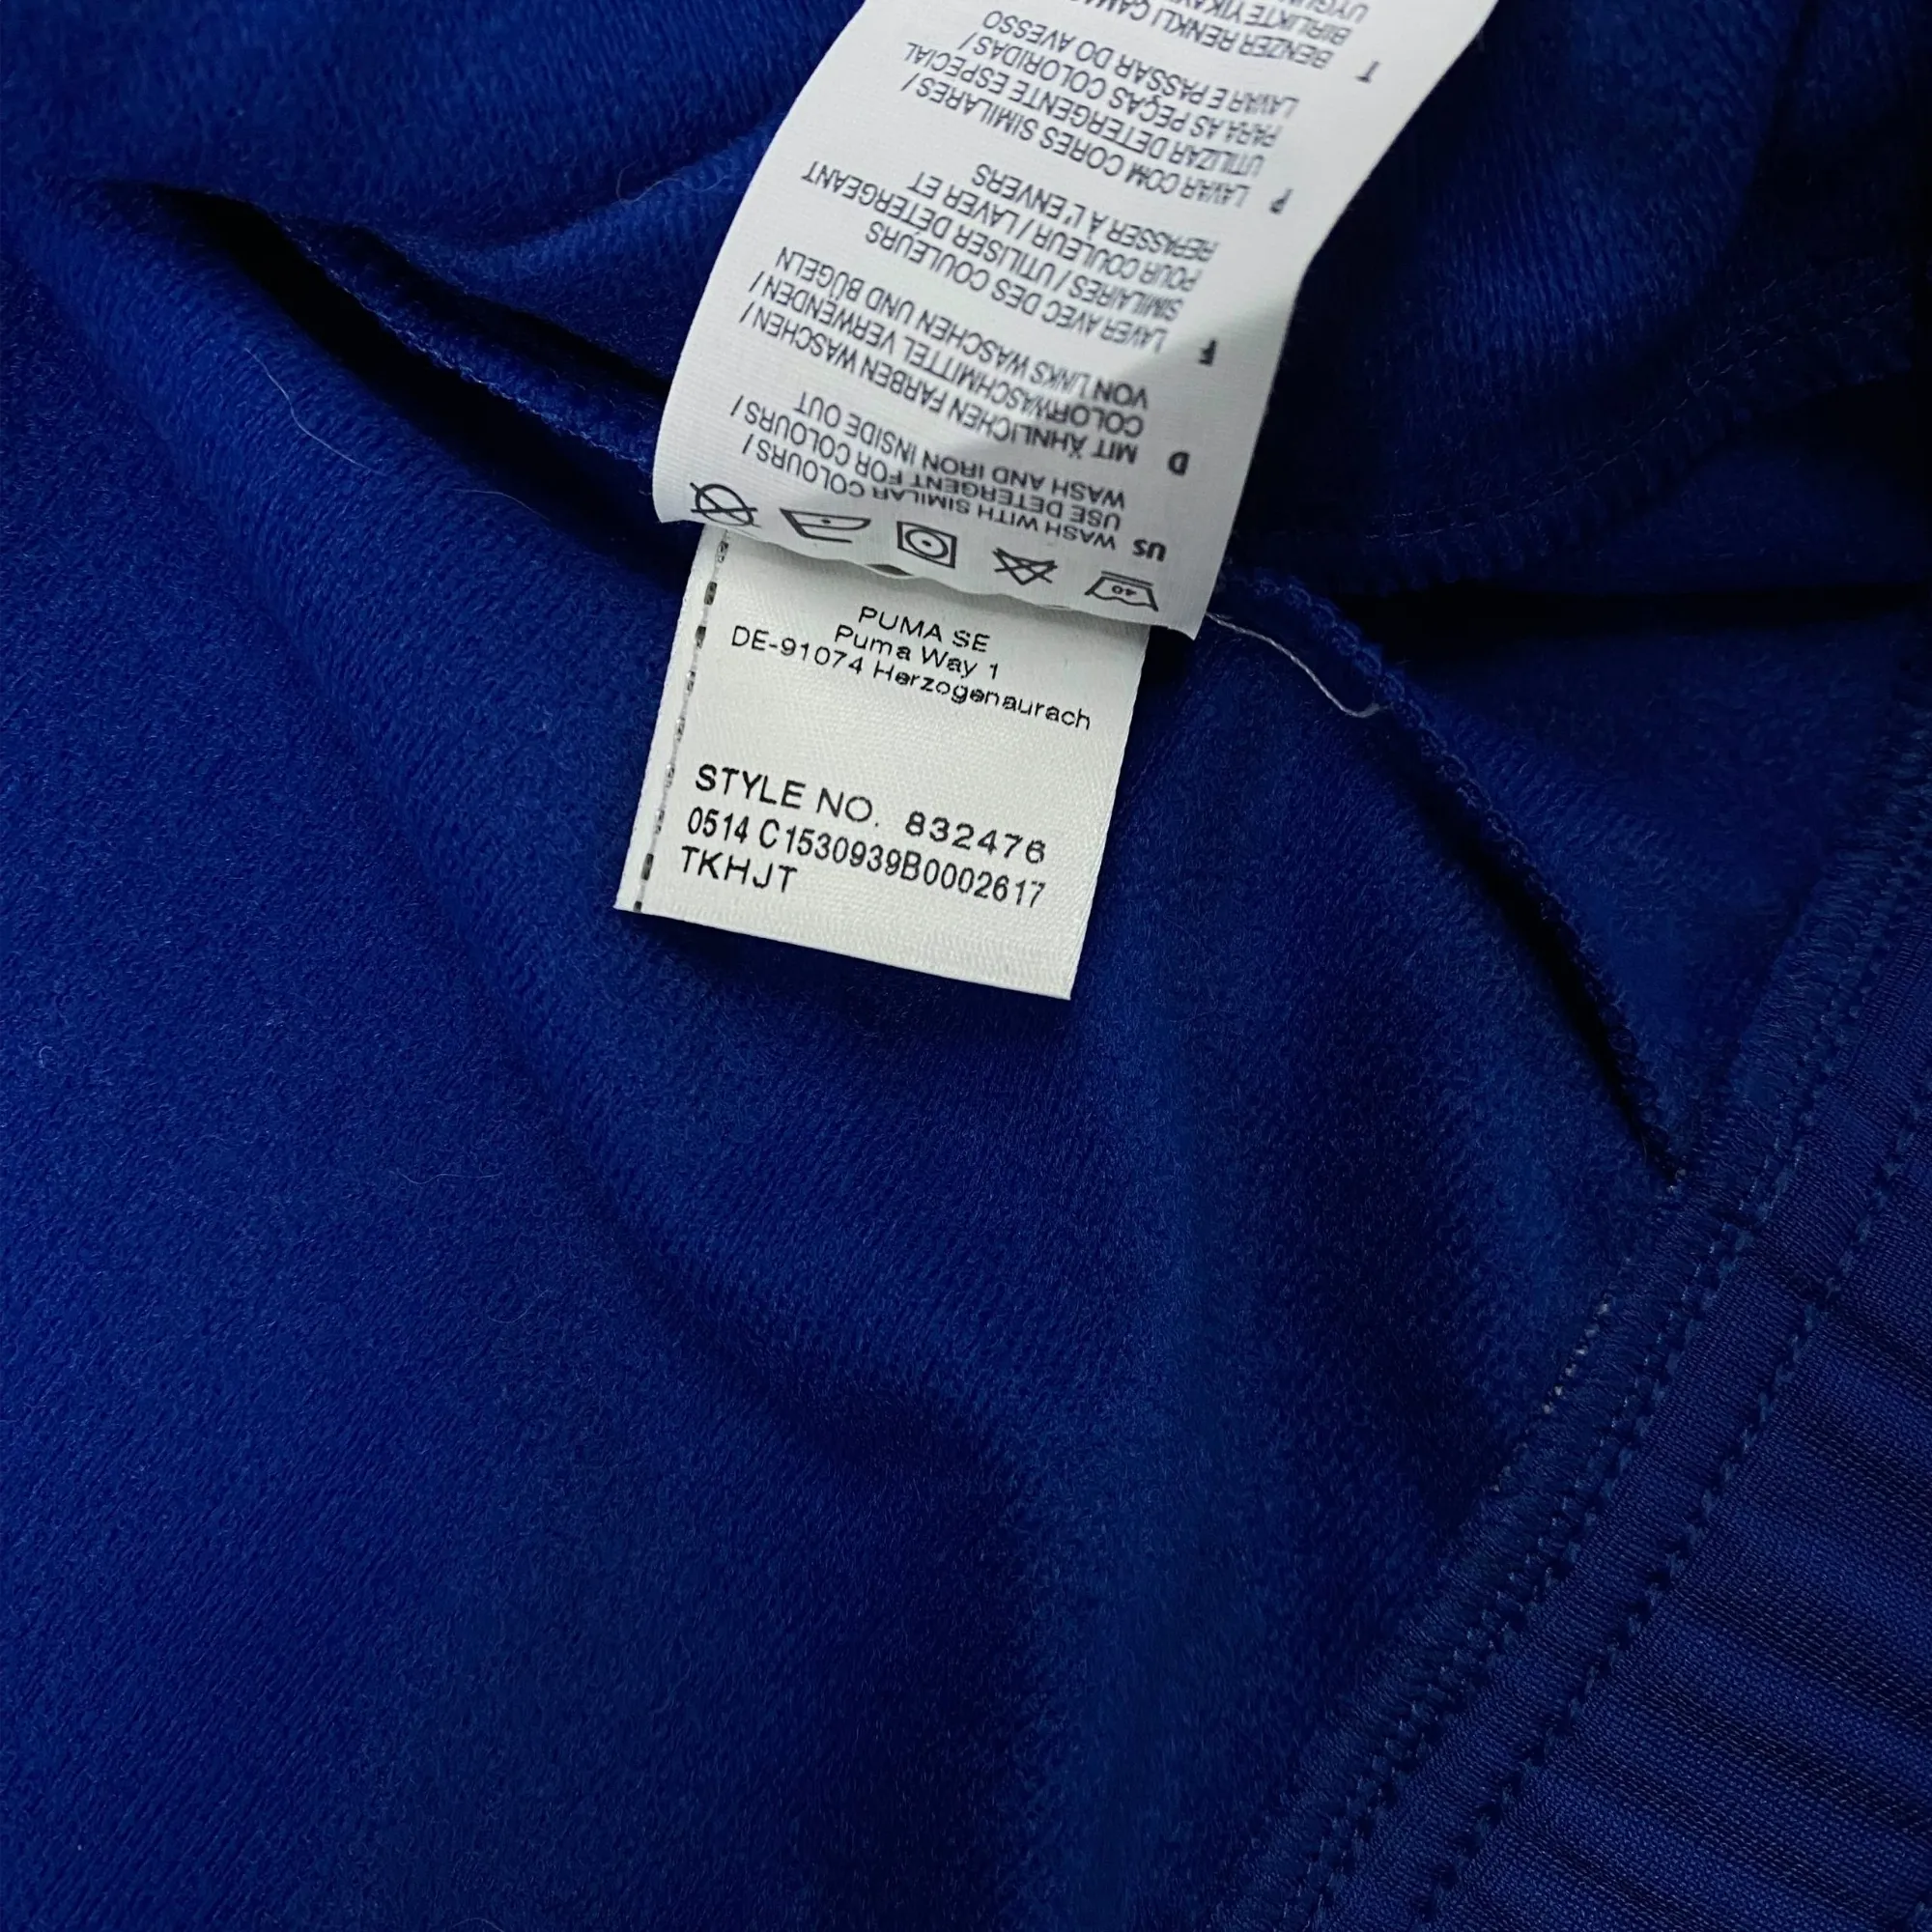 40
US WASH WITH SIMILAR COLOURS /
USE DETERGENT FOR COLOURS /
WASH AND IRON INSIDE OUT
D MIT ÄHNLICHEN FARBEN WASCHEN /
COLORWASCHMITTEL VERWENDEN /
VON LINKS WASCHEN UND BÜGELN
F LAVER AVEC DES COULEURS
SIMILAIRES / UTILISER DETERGEANT
POUR COULEUR / LAVER ET
REPASSER À L'ENVERS
P LAVAR COM CORES SIMILARES /
UTILIZAR DETERGENTE ESPECIAL
PARA AS PEÇAS COLORIDAS /
LAVAR E PASSAR DO AVESSO
T BENZER RENKLI
BIRLIKTE
PUMA SE
Puma Way 1
DE-91074 Herzogenaurach
STYLE NO. 832476
0514 C1530939B0002617
TKHJT